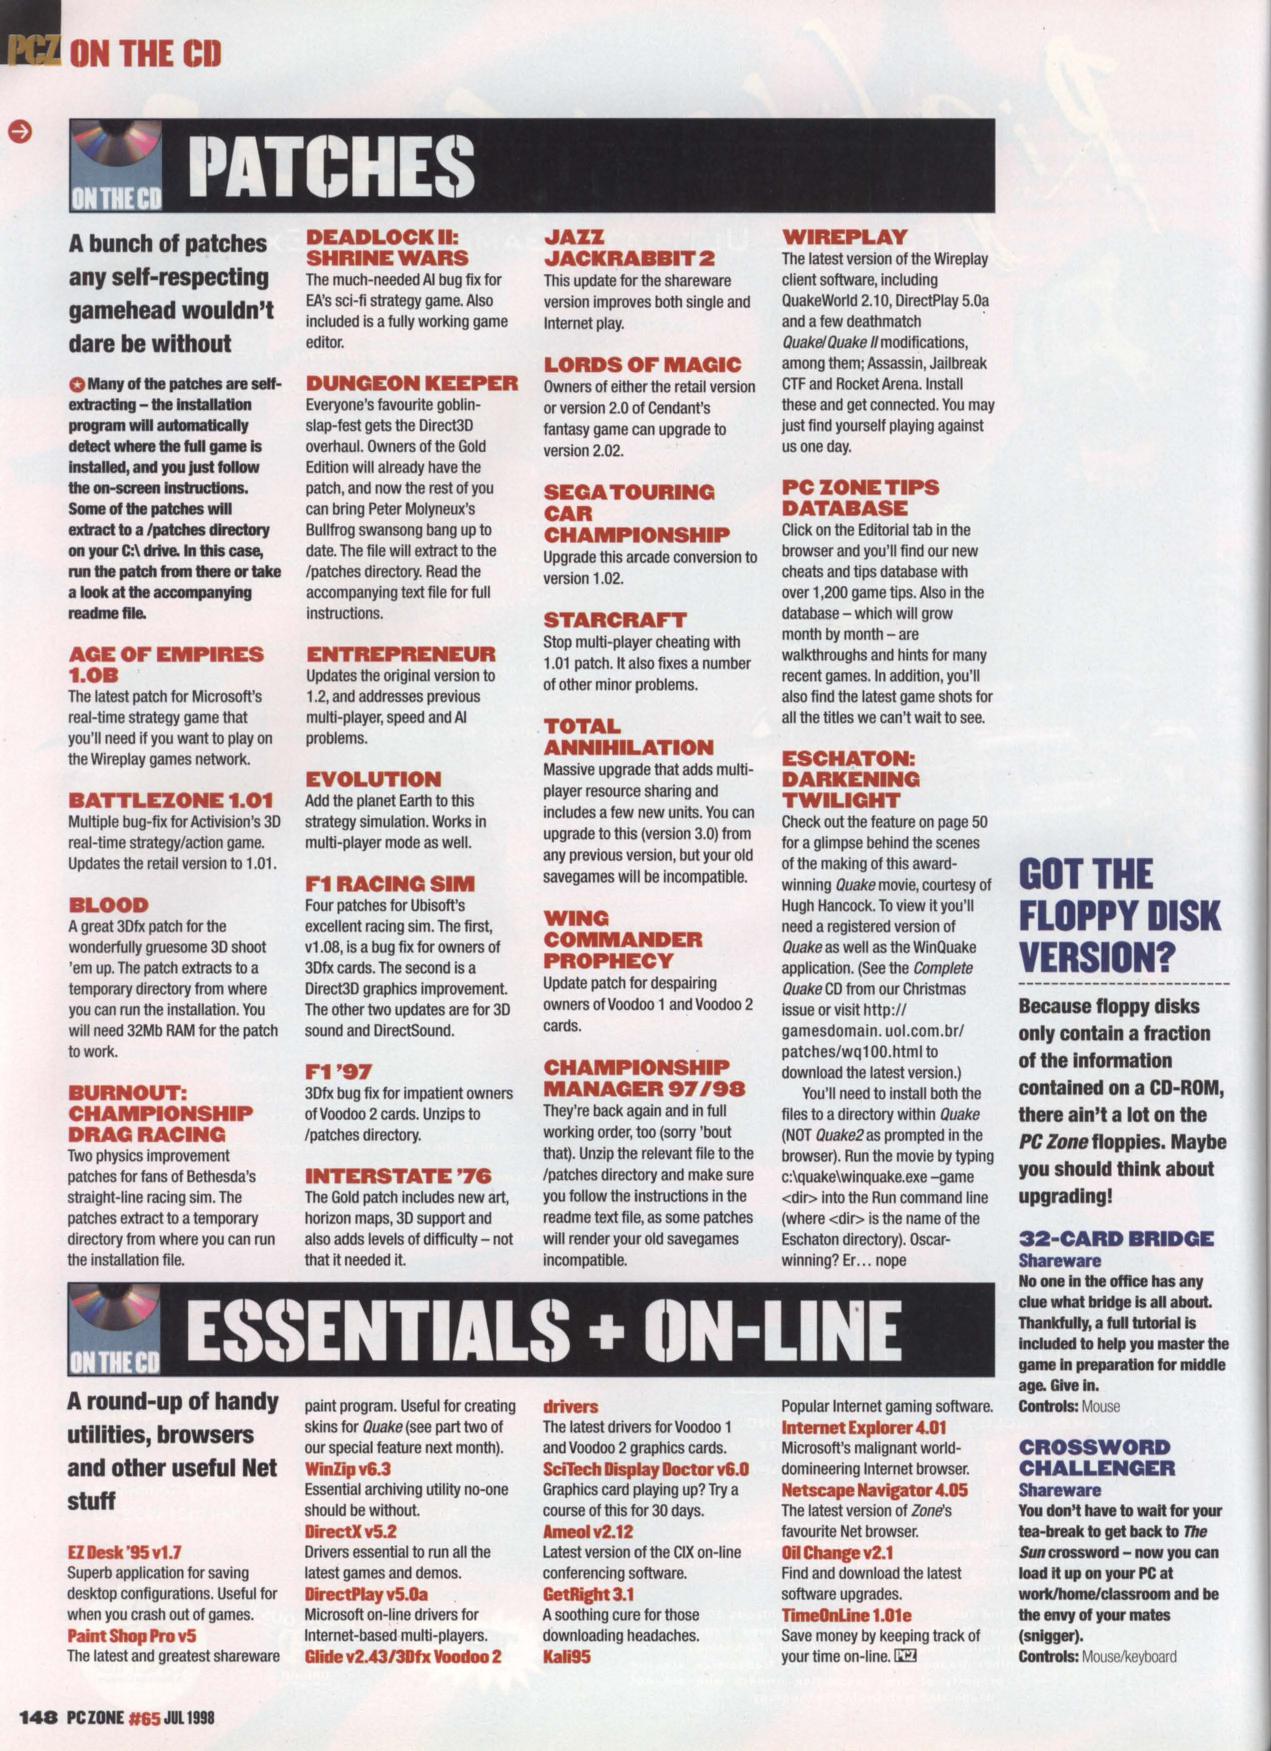 PCZ ON THE CD
ON THE CD
PATCHES
A bunch of patches
any self-respecting
gamehead wouldn't
dare be without
Many of the patches are self-
extracting – the installation
program will automatically
detect where the full game is
installed, and you just follow
the on-screen instructions.
Some of the patches will
extract to a /patches directory
on your C:\ drive. In this case,
run the patch from there or take
a look at the accompanying
readme file.
AGE OF EMPIRES
1.0B
The latest patch for Microsoft's
real-time strategy game that
you'll need if you want to play on
the Wireplay games network.
BATTLEZONE 1.01
Multiple bug-fix for Activision's 3D
real-time strategy/action game.
Updates the retail version to 1.01.
BLOOD
A great 3Dfx patch for the
wonderfully gruesome 3D shoot
'em up. The patch extracts to a
temporary directory from where
you can run the installation. You
will need 32Mb RAM for the patch
to work.
BURNOUT:
CHAMPIONSHIP
DRAG RACING
Two physics improvement
patches for fans of Bethesda's
straight-line racing sim. The
patches extract to a temporary
directory from where you can run
the installation file.
DEADLOCK II:
SHRINE WARS
The much-needed AI bug fix for
EA's sci-fi strategy game. Also
included is a fully working game
editor.
DUNGEON KEEPER
Everyone's favourite goblin-
slap-fest gets the Direct3D
overhaul. Owners of the Gold
Edition will already have the
patch, and now the rest of you
can bring Peter Molyneux's
Bullfrog swansong bang up to
date. The file will extract to the
/patches directory. Read the
accompanying text file for full
instructions.
ENTREPRENEUR
Updates the original version to
1.2, and addresses previous
multi-player, speed and AI
problems.
EVOLUTION
Add the planet Earth to this
strategy simulation. Works in
multi-player mode as well.
F1 RACING SIM
Four patches for Ubisoft's
excellent racing sim. The first,
v1.08, is a bug fix for owners of
3Dfx cards. The second is a
Direct3D graphics improvement.
The other two updates are for 3D
sound and DirectSound.
F1 '97
3Dfx bug fix for impatient owners
of Voodoo 2 cards. Unzips to
/patches directory.
INTERSTATE '76
The Gold patch includes new art,
horizon maps, 3D support and
also adds levels of difficulty – not
that it needed it.
JAZZ
JACKRABBIT 2
This update for the shareware
version improves both single and
Internet play.
LORDS OF MAGIC
Owners of either the retail version
or version 2.0 of Cendant's
fantasy game can upgrade to
version 2.02.
SEGA TOURING
CAR
CHAMPIONSHIP
Upgrade this arcade conversion to
version 1.02.
STARCRAFT
Stop multi-player cheating with
1.01 patch. It also fixes a number
of other minor problems.
TOTAL
ANNIHILATION
Massive upgrade that adds multi-
player resource sharing and
includes a few new units. You can
upgrade to this (version 3.0) from
any previous version, but your old
savegames will be incompatible.
WING
COMMANDER
PROPHECY
Update patch for despairing
owners of Voodoo 1 and Voodoo 2
cards.
CHAMPIONSHIP
MANAGER 97/98
They're back again and in full
working order, too (sorry 'bout
that). Unzip the relevant file to the
/patches directory and make sure
you follow the instructions in the
readme text file, as some patches
will render your old savegames
incompatible.
WIREPLAY
The latest version of the Wireplay
client software, including
QuakeWorld 2.10, DirectPlay 5.0a
and a few deathmatch
Quake/Quake II modifications,
among them; Assassin, Jailbreak
CTF and Rocket Arena. Install
these and get connected. You may
just find yourself playing against
us one day.
PC ZONE TIPS
DATABASE
Click on the Editorial tab in the
browser and you'll find our new
cheats and tips database with
over 1,200 game tips. Also in the
database – which will grow
month by month – are
walkthroughs and hints for many
recent games. In addition, you'll
also find the latest game shots for
all the titles we can't wait to see.
ESCHATON:
DARKENING
TWILIGHT
Check out the feature on page 50
for a glimpse behind the scenes
of the making of this award-
winning Quake movie, courtesy of
Hugh Hancock. To view it you'll
need a registered version of
Quake as well as the WinQuake
application. (See the Complete
Quake CD from our Christmas
issue or visit http://
gamesdomain.uol.com.br/
patches/wq100.html to
download the latest version.)
You'll need to install both the
files to a directory within Quake
(NOT Quake2 as prompted in the
browser). Run the movie by typing
c:\quake\winquake.exe –game
<dir> into the Run command line
(where <dir> is the name of the
Eschaton directory). Oscar-
winning? Er... nope
GOT THE
FLOPPY DISK
VERSION?
Because floppy disks
only contain a fraction
of the information
contained on a CD-ROM,
there ain't a lot on the
PC Zone floppies. Maybe
you should think about
upgrading!
32-CARD BRIDGE
Shareware
No one in the office has any
clue what bridge is all about.
Thankfully, a full tutorial is
included to help you master the
game in preparation for middle
age. Give in.
Controls: Mouse
CROSSWORD
CHALLENGER
Shareware
You don't have to wait for your
tea-break to get back to The
Sun crossword – now you can
load it up on your PC at
work/home/classroom and be
the envy of your mates
(snigger).
Controls: Mouse/keyboard
ON THE CD
ESSENTIALS + ON-LINE
A round-up of handy
utilities, browsers
and other useful Net
stuff
EZ Desk '95 v1.7
Superb application for saving
desktop configurations. Useful for
when you crash out of games.
Paint Shop Pro v5
The latest and greatest shareware
paint program. Useful for creating
skins for Quake (see part two of
our special feature next month).
WinZip v6.3
Essential archiving utility no-one
should be without.
DirectX v5.2
Drivers essential to run all the
latest games and demos.
DirectPlay v5.0a
Microsoft on-line drivers for
Internet-based multi-players.
Glide v2.43/3Dfx Voodoo 2
drivers
The latest drivers for Voodoo 1
and Voodoo 2 graphics cards.
SciTech Display Doctor v6.0
Graphics card playing up? Try a
course of this for 30 days.
Ameol v2.12
Latest version of the CIX on-line
conferencing software.
GetRight 3.1
A soothing cure for those
downloading headaches.
Kali95
Popular Internet gaming software.
Internet Explorer 4.01
Microsoft's malignant world-
domineering Internet browser.
Netscape Navigator 4.05
The latest version of Zone's
favourite Net browser.
Oil Change v2.1
Find and download the latest
software upgrades.
TimeOnLine 1.01e
Save money by keeping track of
your time on-line. PCZ
148 PC ZONE #65 JUL 1998